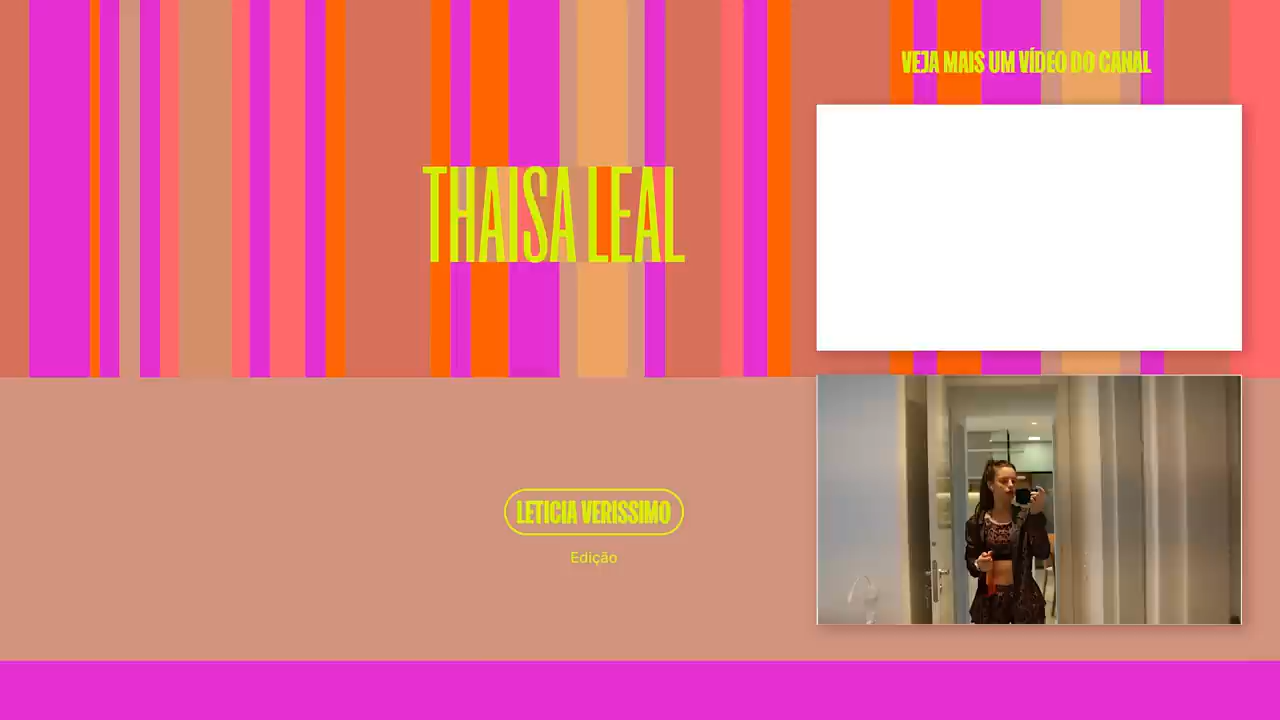 VEJA MAIS UM VÍDEO DO CANAL
THAISA LEAL
LETICIA VERISSIMO
Edição